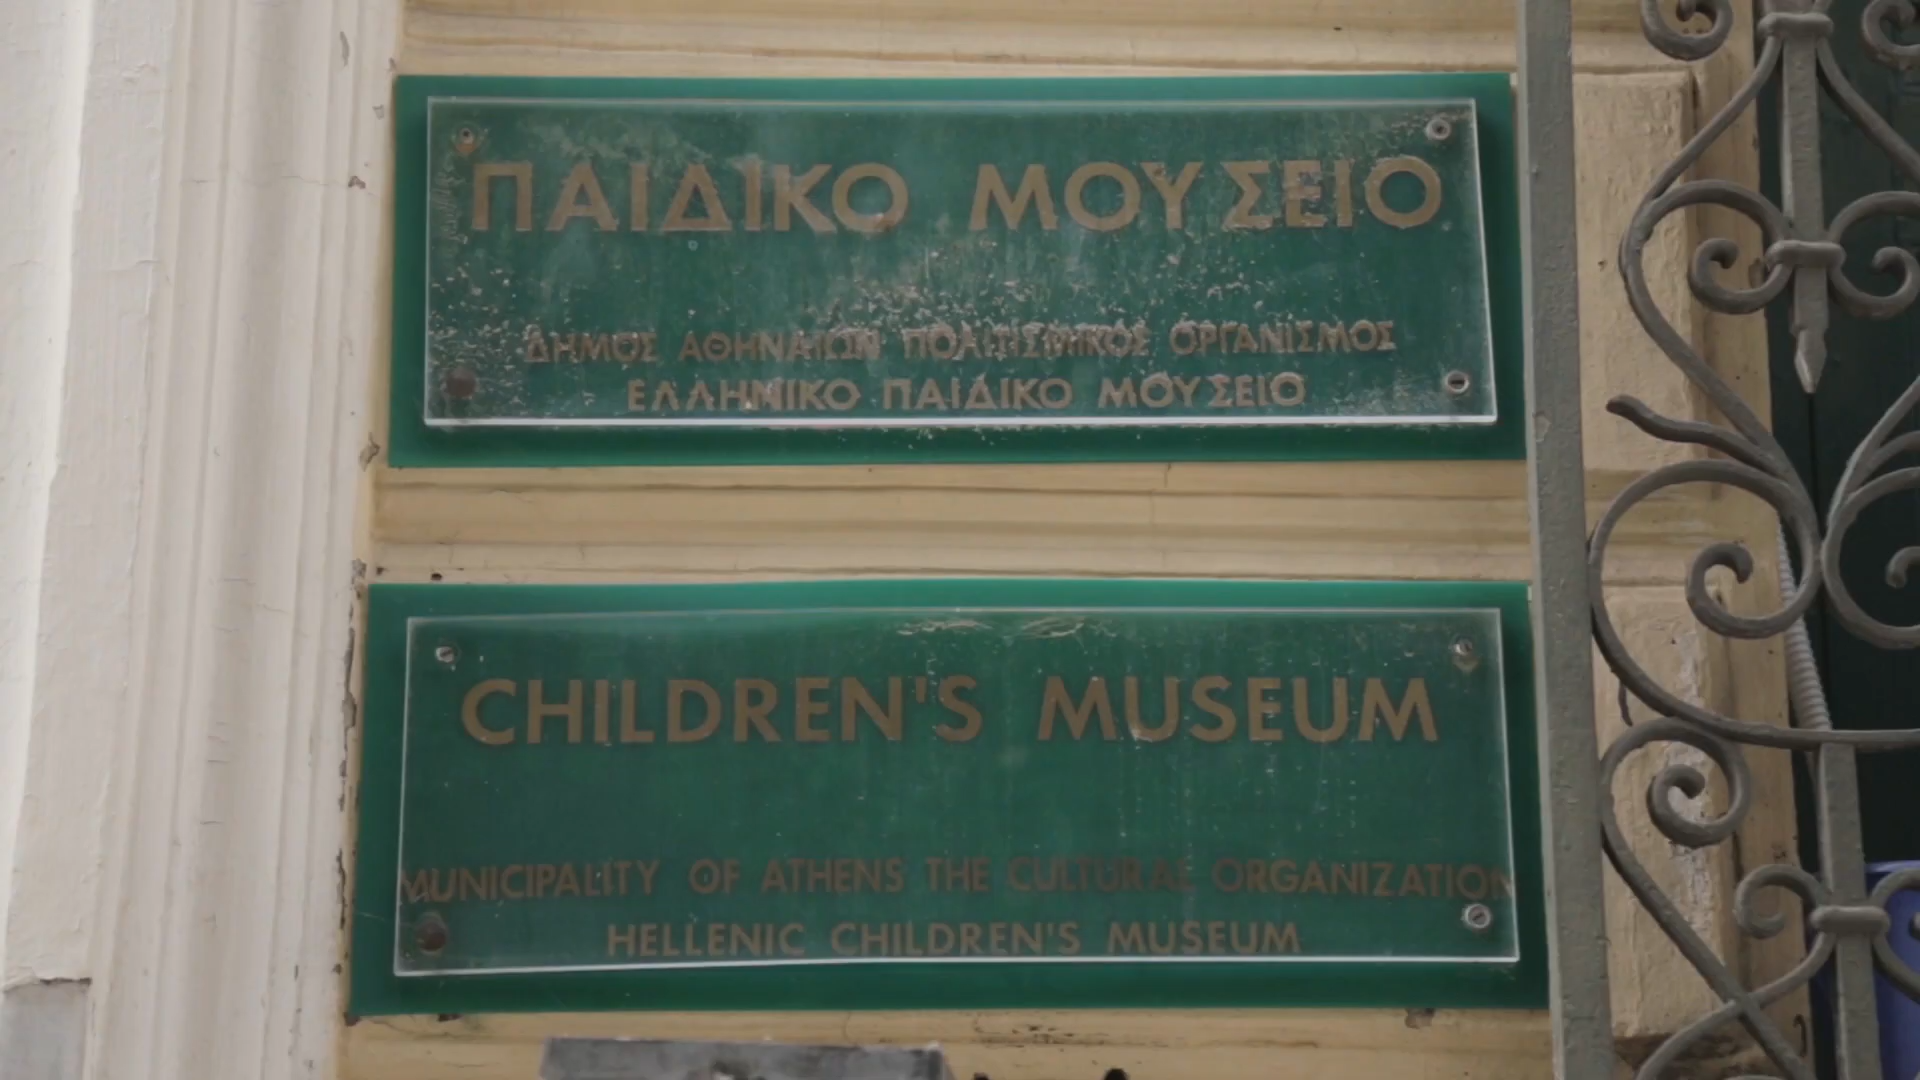 ΠΑΙΔΙΚΟ ΜΟΥΣΕΙΟ
ΔΗΜΟΣ ΑΘΗΝΑΙΩΝ ΠΟΛΙΤΙΣΜΙΚΟΣ ΟΡΓΑΝΙΣΜΟΣ
ΕΛΛΗΝΙΚΟ ΠΑΙΔΙΚΟ ΜΟΥΣΕΙΟ
CHILDREN'S MUSEUM
MUNICIPALITY OF ATHENS THE CULTURAL ORGANIZATION
HELLENIC CHILDREN'S MUSEUM